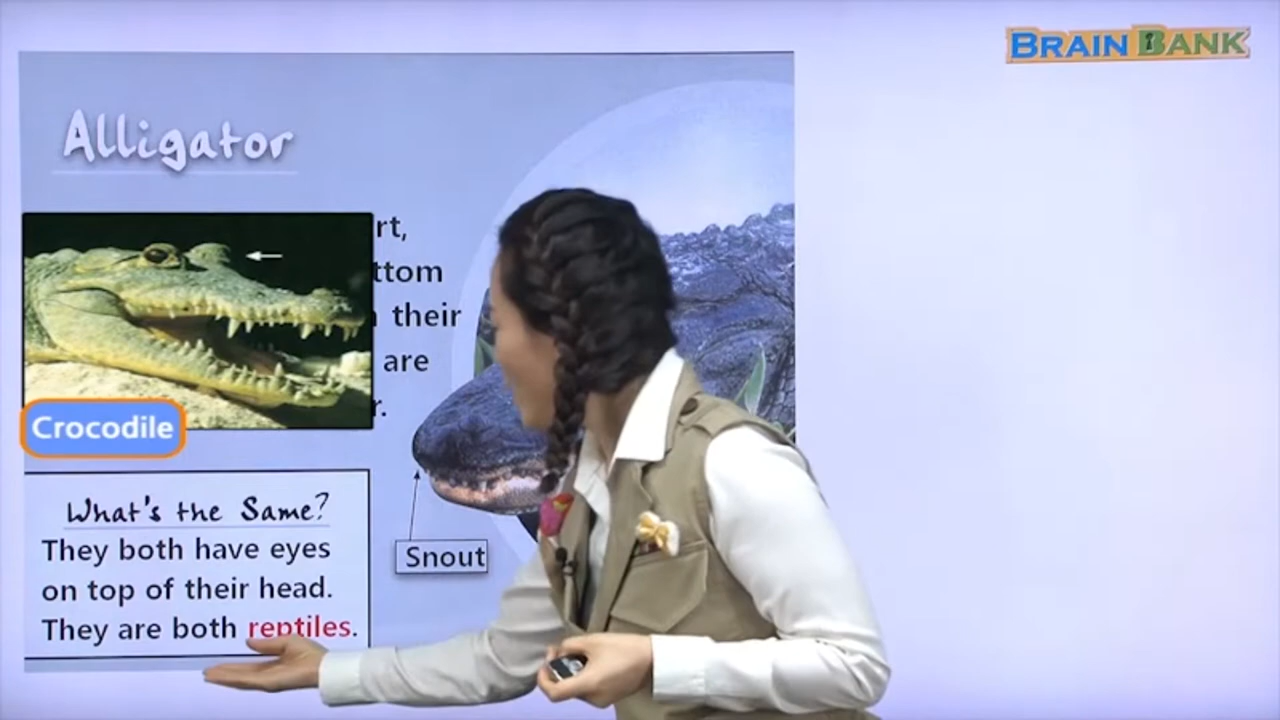 BRAIN BANK
Alligator
rt,
ttom
their
are
r.
Crocodile
What's the Same?
They both have eyes
on top of their head.
They are both reptiles.
Snout